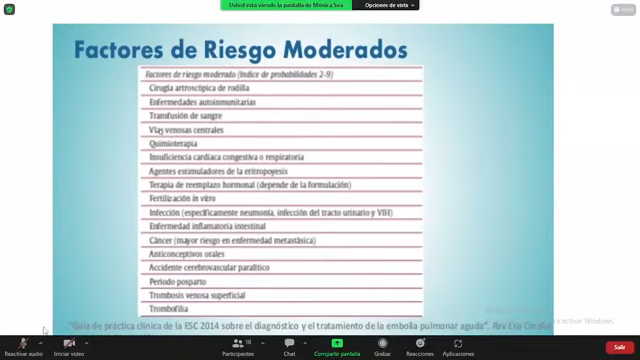 Usted está viendo la pantalla de Mónica Sea
Opciones de vista
Factores de Riesgo Moderados
Factores de riesgo moderado (índice de probabilidades 2-9)
Cirugía artroscópica de rodilla
Enfermedades autoinmunitarias
Transfusión de sangre
Vías venosas centrales
Quimioterapia
Insuficiencia cardiaca congestiva o respiratoria
Agentes estimuladores de la eritropoyesis
Terapia de reemplazo hormonal (depende de la formulación)
Fertilización in vitro
Infección (específicamente neumonía, infección del tracto urinario y VIH)
Enfermedad inflamatoria intestinal
Cáncer (mayor riesgo en enfermedad metastásica)
Anticonceptivos orales
Accidente cerebrovascular paralítico
Periodo posparto
Trombosis venosa superficial
Trombofilia
"Guía de práctica clínica de la ESC 2014 sobre el diagnóstico y el tratamiento de la embolia pulmonar aguda". Rev Esp Cardiol
activar Windows.
Reactivar audio
Iniciar video
Participantes
18
Chat
Compartir pantalla
Grabar
Reacciones
Aplicaciones
Salir